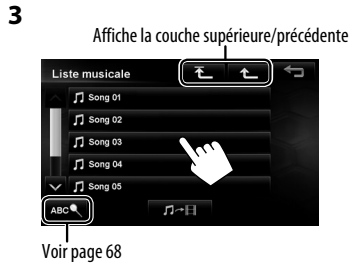 3
Affiche la couche supérieure/précédente
Liste musicale
Song 01
Song 02
Song 03
Song 04
Song 05
ABC
Voir page 68